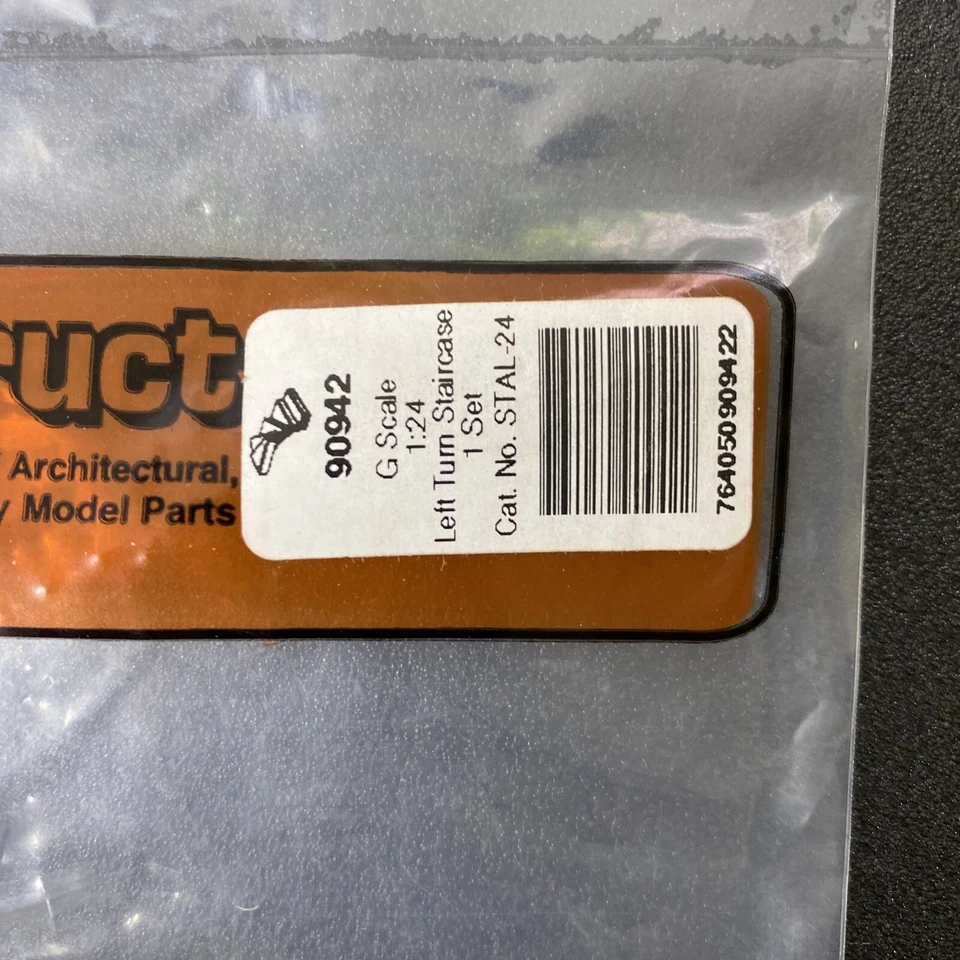 ruct
Architectural,
y Model Parts
90942
G Scale
1:24
Left Turn Staircase
1 Set
Cat. No. STAL-24
764050909422